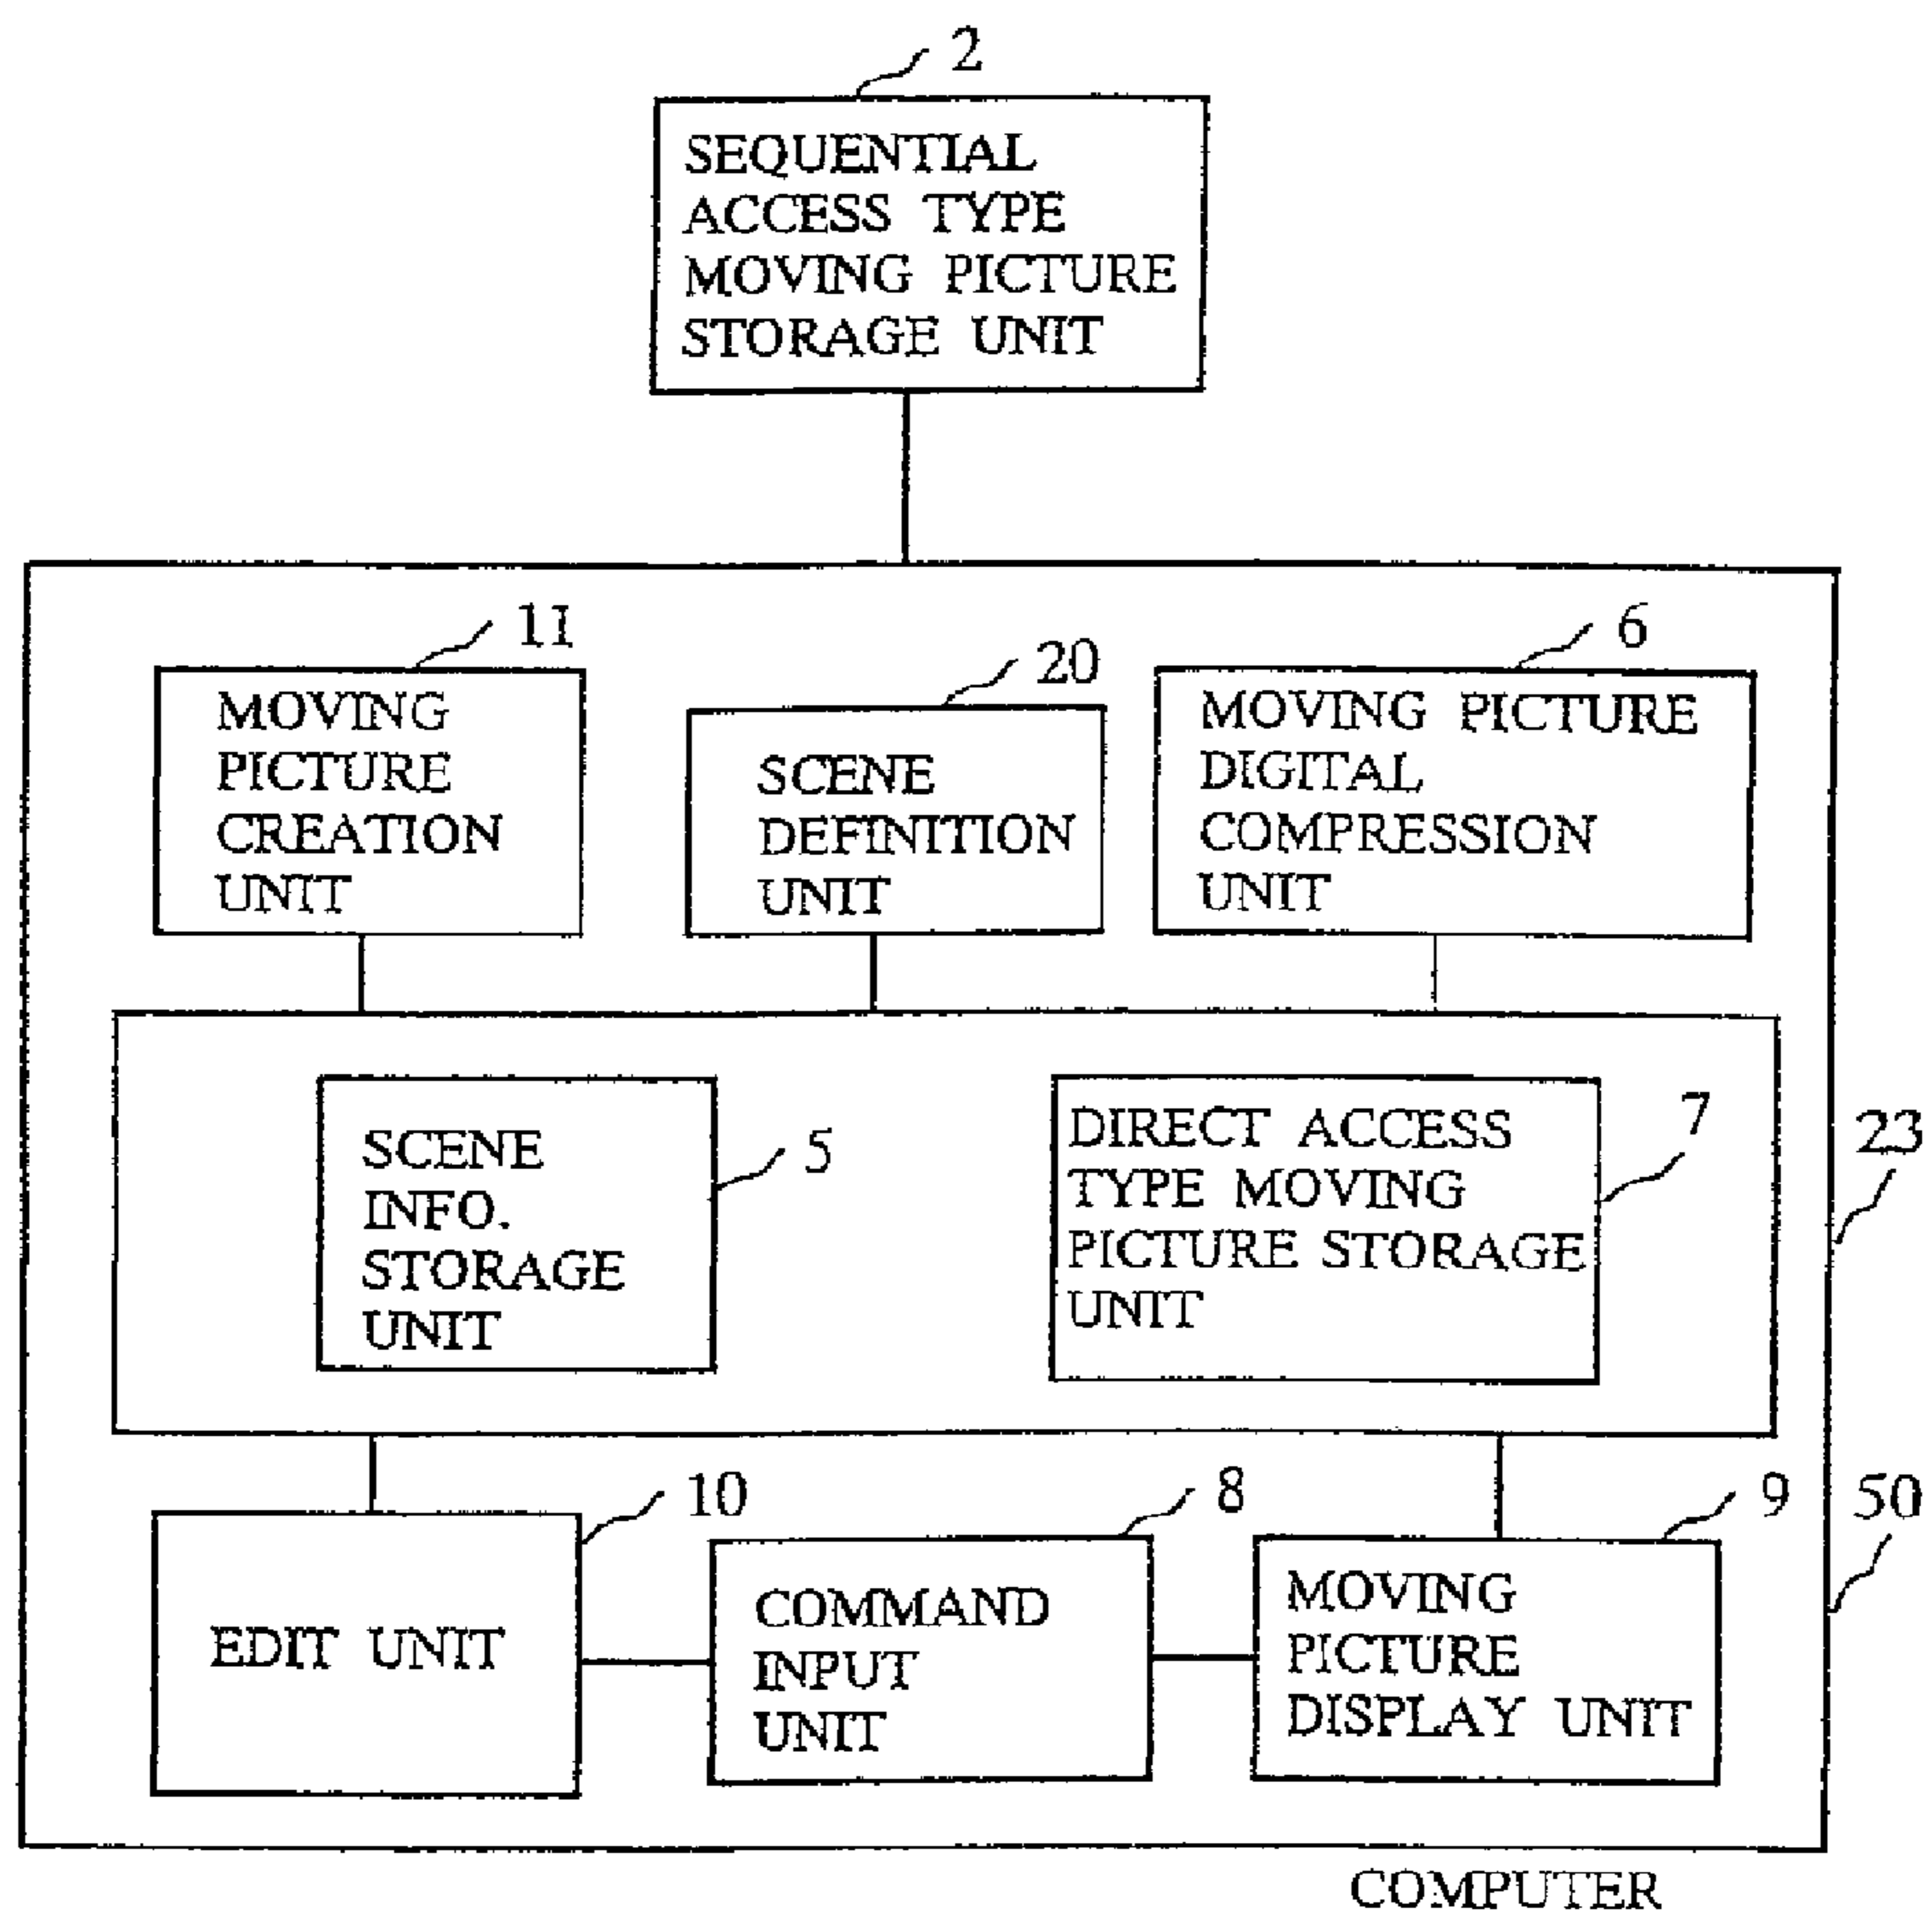 2
SEQUENTIAL
ACCESS TYPE
MOVING PICTURE
STORAGE UNIT
11
MOVING
PICTURE
CREATION
UNIT
20
SCENE
DEFINITION
UNIT
6
MOVING PICTURE
DIGITAL
COMPRESSION
UNIT
5
SCENE
INFO.
STORAGE
UNIT
7
DIRECT ACCESS
TYPE MOVING
PICTURE STORAGE
UNIT
23
10
EDIT UNIT
8
COMMAND
INPUT
UNIT
9
MOVING
PICTURE
DISPLAY UNIT
50
COMPUTER